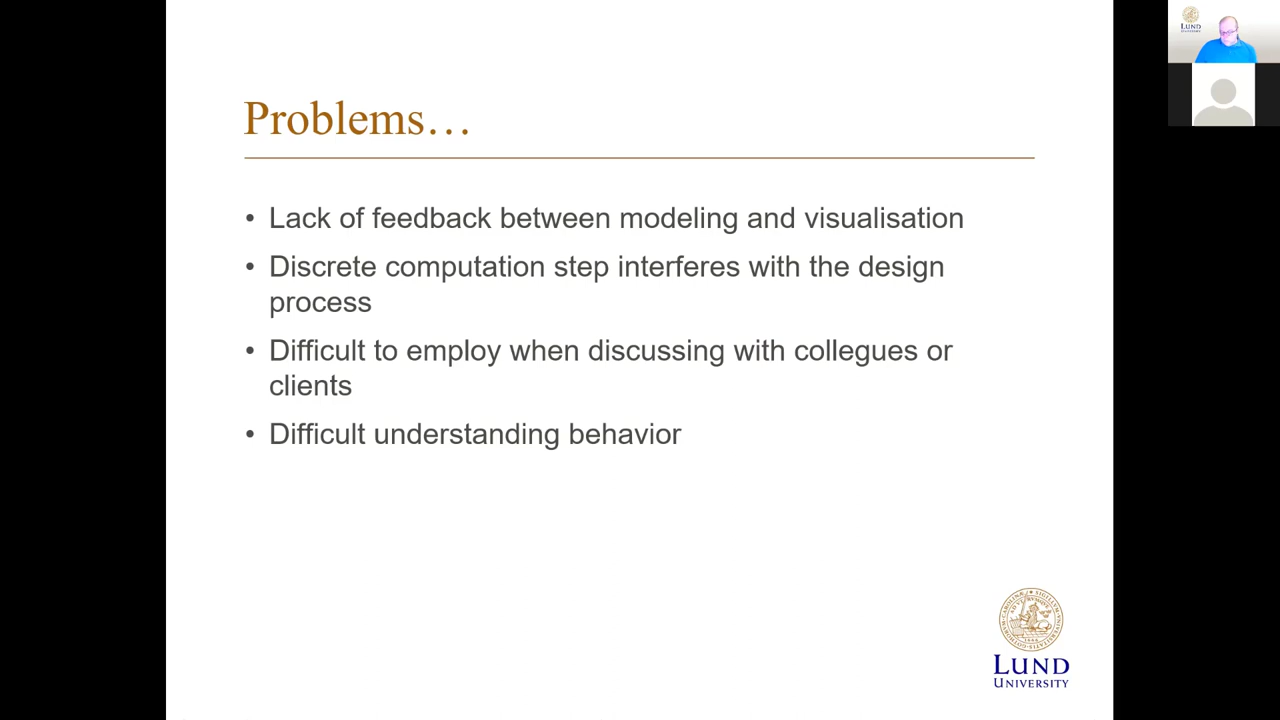 Problems…
• Lack of feedback between modeling and visualisation
• Discrete computation step interferes with the design
process
• Difficult to employ when discussing with collegues or
clients
• Difficult understanding behavior
LUND
UNIVERSITY
LUND